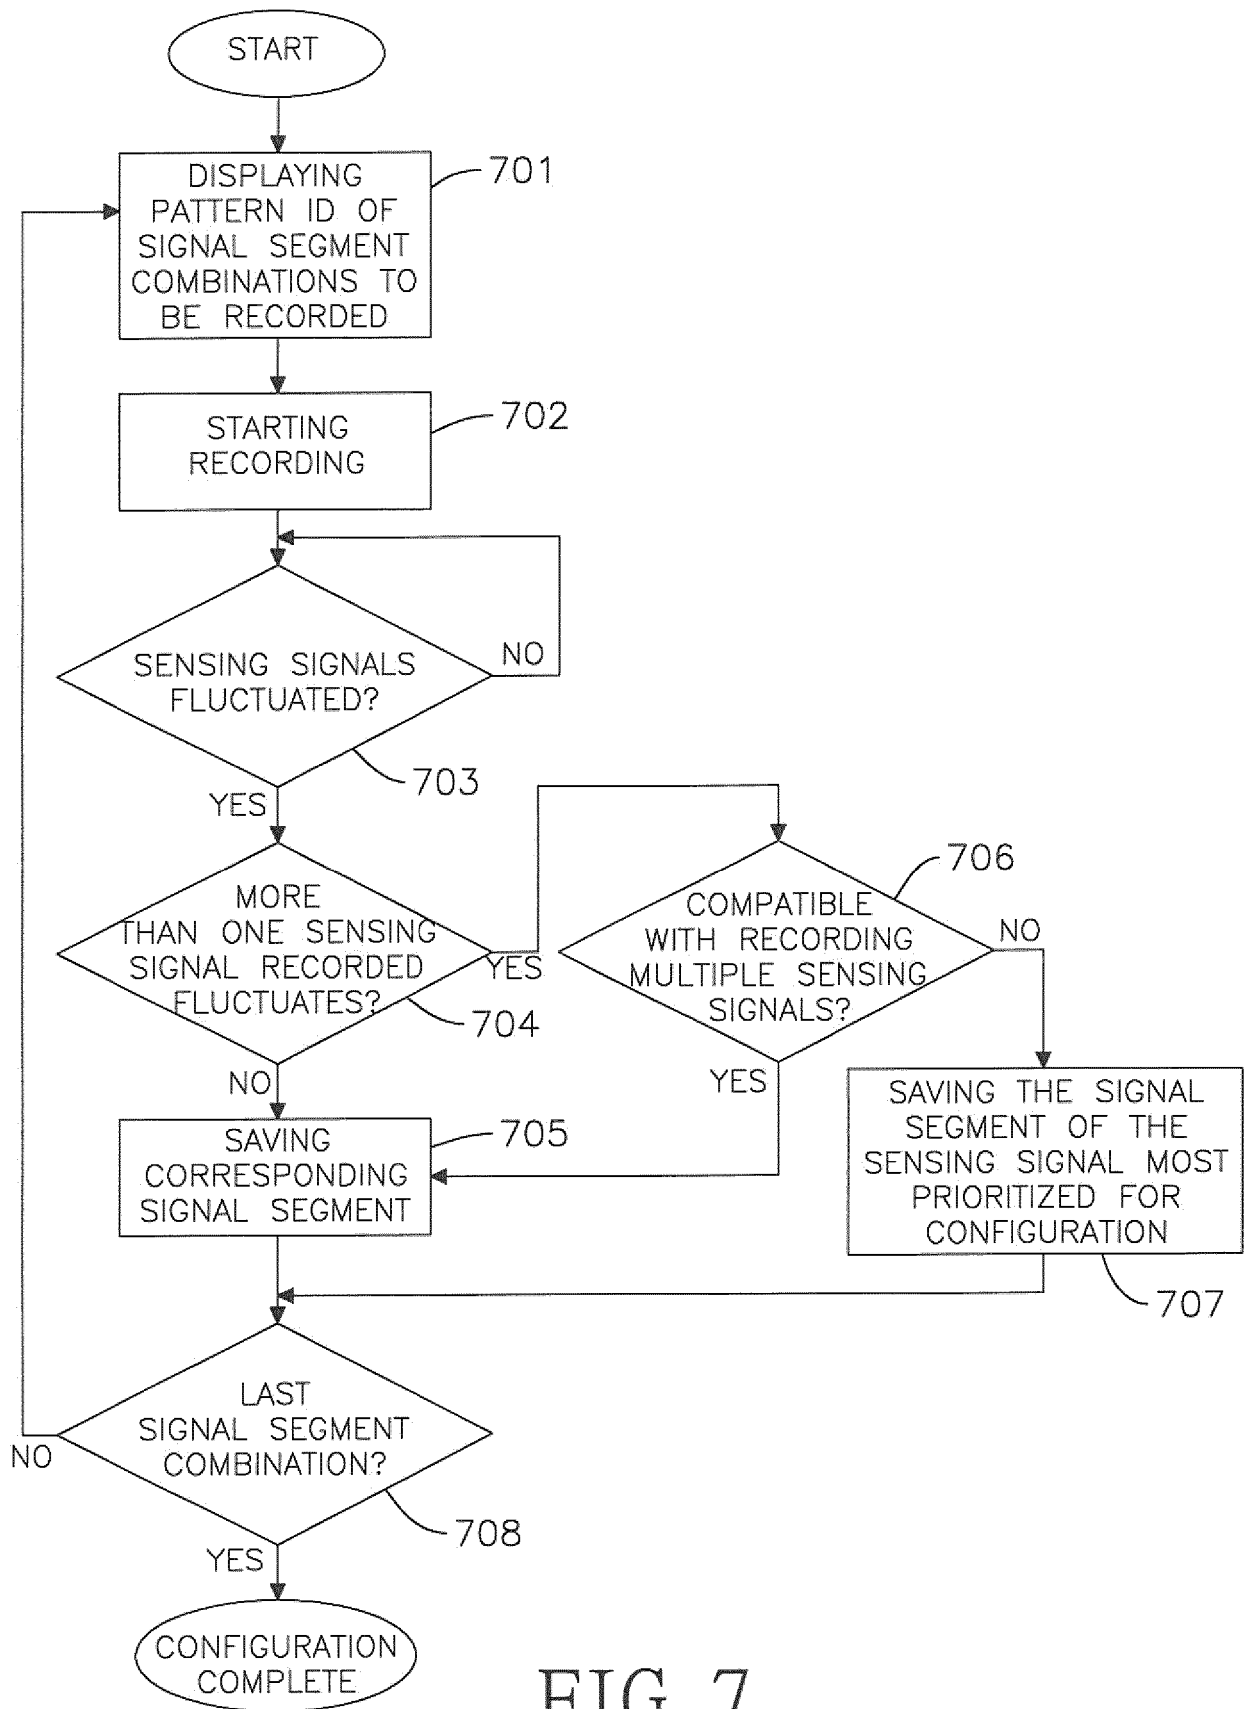 START
DISPLAYING
PATTERN ID OF
SIGNAL SEGMENT
COMBINATIONS TO
BE RECORDED
701
STARTING
RECORDING
702
SENSING SIGNALS
FLUCTUATED?
NO
703
YES
MORE
THAN ONE SENSING
SIGNAL RECORDED
FLUCTUATES?
YES
704
NO
COMPATIBLE
WITH RECORDING
MULTIPLE SENSING
SIGNALS?
706
NO
YES
SAVING
CORRESPONDING
SIGNAL SEGMENT
705
SAVING THE SIGNAL
SEGMENT OF THE
SENSING SIGNAL MOST
PRIORITIZED FOR
CONFIGURATION
707
LAST
SIGNAL SEGMENT
COMBINATION?
NO
708
YES
CONFIGURATION
COMPLETE
FIG 7